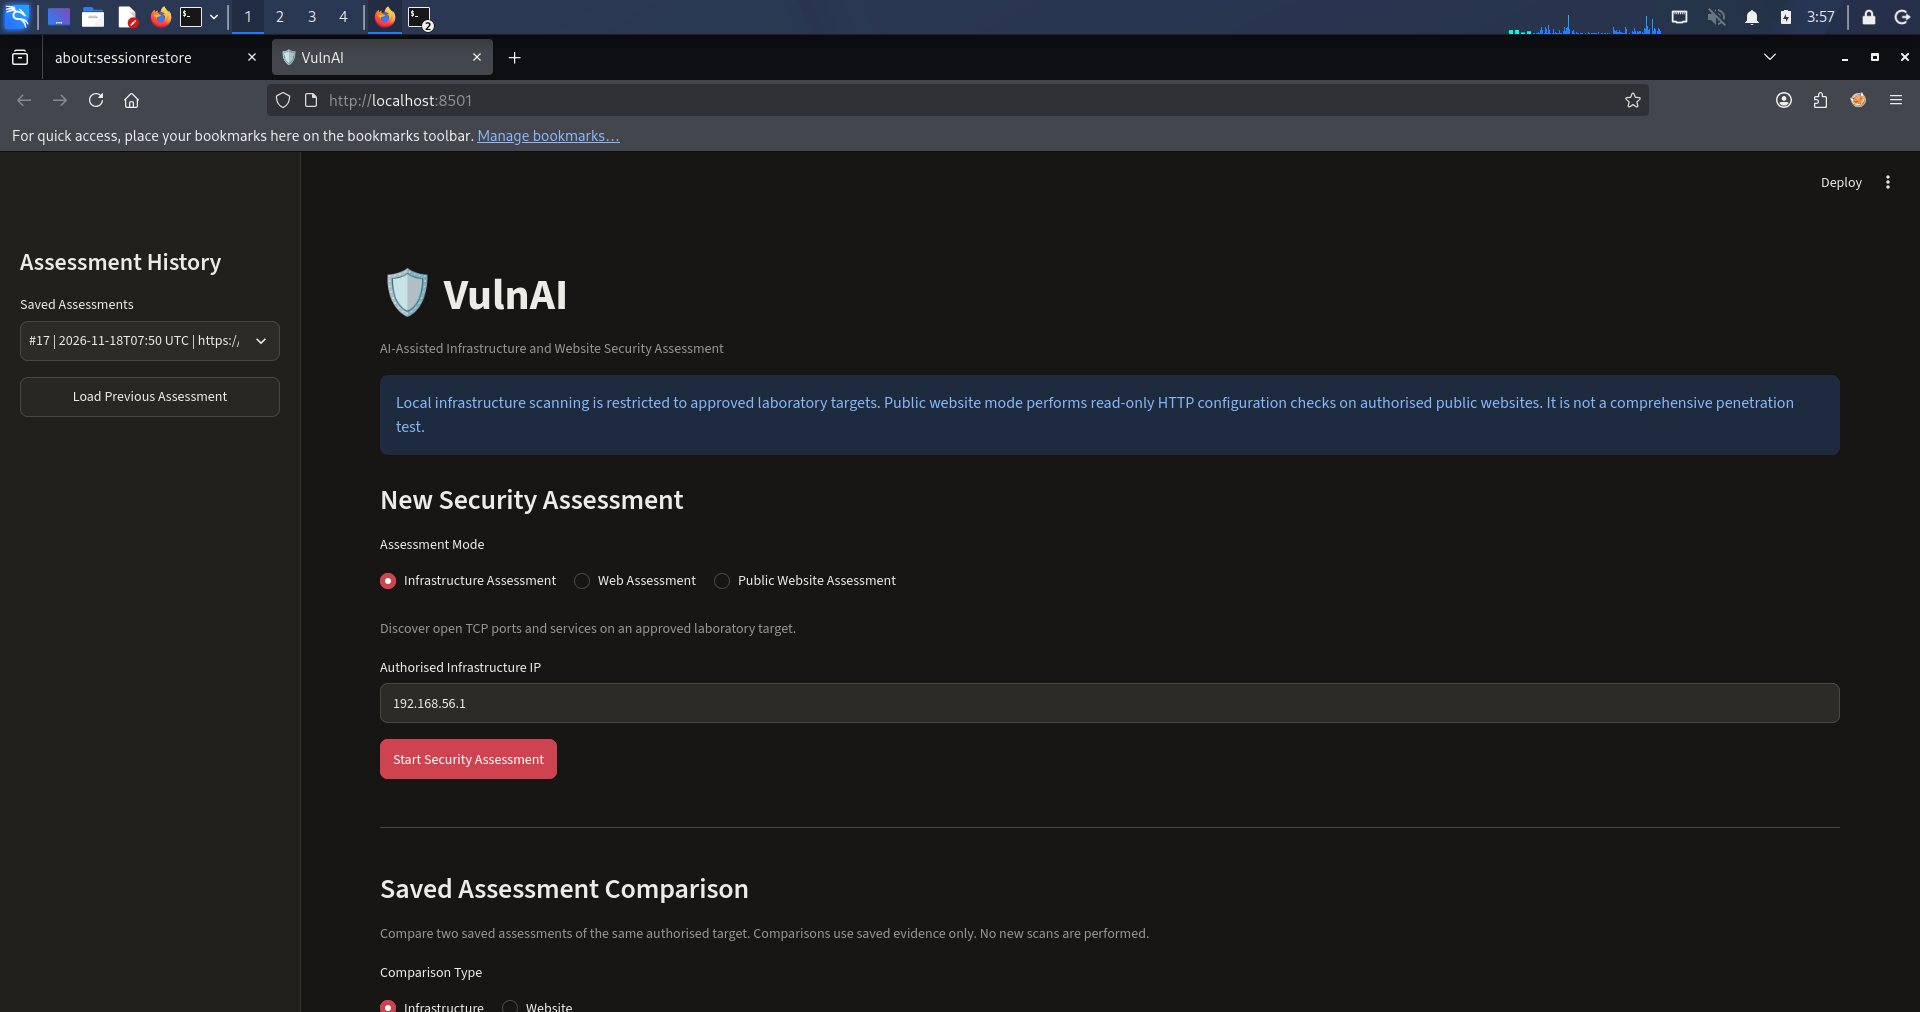 1 2 3 4 2 3:57
about:sessionrestore VulnAI
http://localhost:8501
For quick access, place your bookmarks here on the bookmarks toolbar. Manage bookmarks…
Deploy
Assessment History
Saved Assessments
#17 | 2026-11-18T07:50 UTC | https:/
Load Previous Assessment
VulnAI
AI-Assisted Infrastructure and Website Security Assessment
Local infrastructure scanning is restricted to approved laboratory targets. Public website mode performs read-only HTTP configuration checks on authorised public websites. It is not a comprehensive penetration
test.
New Security Assessment
Assessment Mode
Infrastructure Assessment Web Assessment Public Website Assessment
Discover open TCP ports and services on an approved laboratory target.
Authorised Infrastructure IP
192.168.56.1
Start Security Assessment
Saved Assessment Comparison
Compare two saved assessments of the same authorised target. Comparisons use saved evidence only. No new scans are performed.
Comparison Type
Infrastructure Website